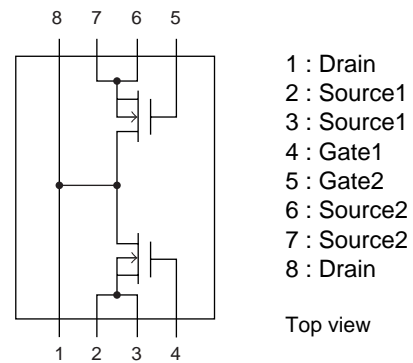 8 7 6 5
1 : Drain
2 : Source1
3 : Source1
4 : Gate1
5 : Gate2
6 : Source2
7 : Source2
8 : Drain
Top view
1 2 3 4